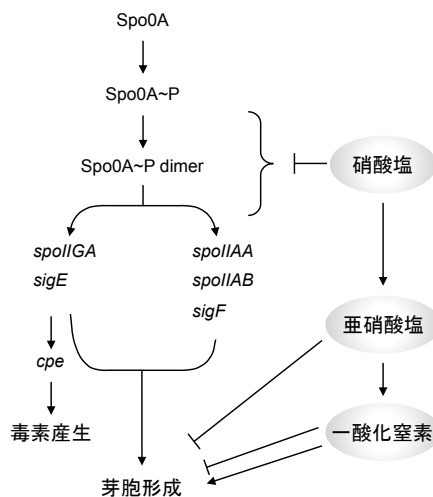 Spo0A
Spo0A~P
Spo0A~P dimer
硝酸塩
spoIIGA
sigE
spoIIAA
spoIIAB
sigF
亜硝酸塩
cpe
毒素産生
一酸化窒素
芽胞形成